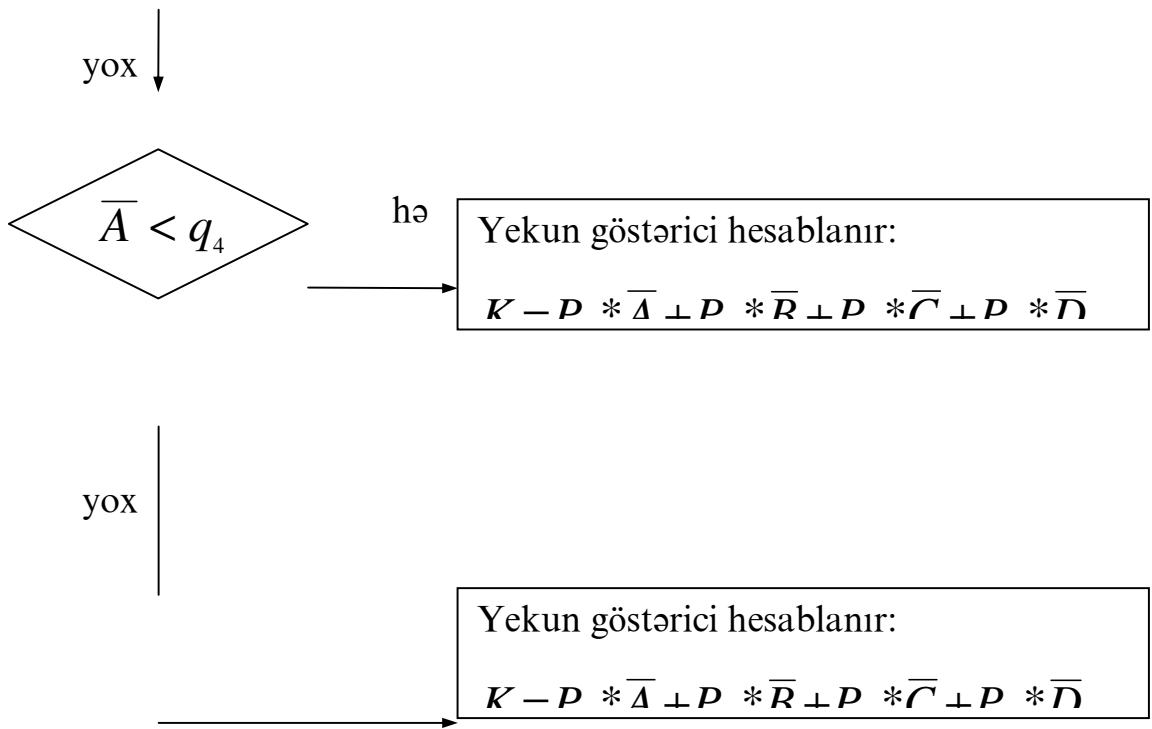 yox
A̅ < q₄
hə
Yekun göstərici hesablanır:
K = P * A̅ + P * B̅ + P * C̅ + P * D̅
yox
Yekun göstərici hesablanır:
K = P * A̅ + P * B̅ + P * C̅ + P * D̅